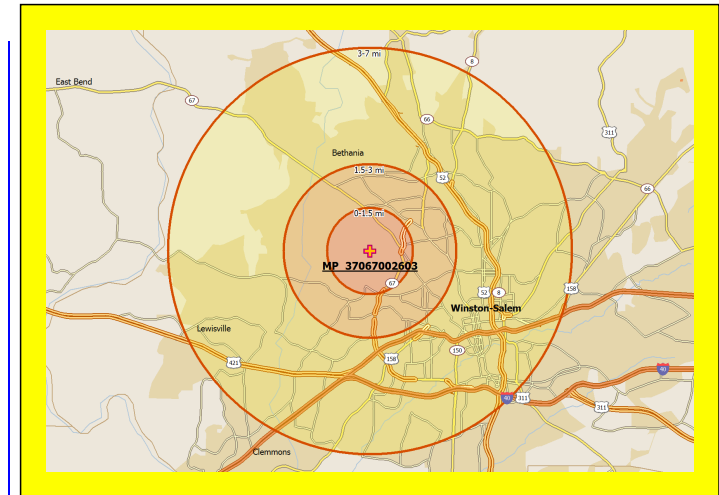 3-7 mi
8
East Bend
67
66
311
Bethania
1.5-3 mi
52
66
0-1.5 mi
MP 37067002603
67
52
8
158
Winston-Salem
Lewisville
150
158
421
40
40
311
311
Clemmons